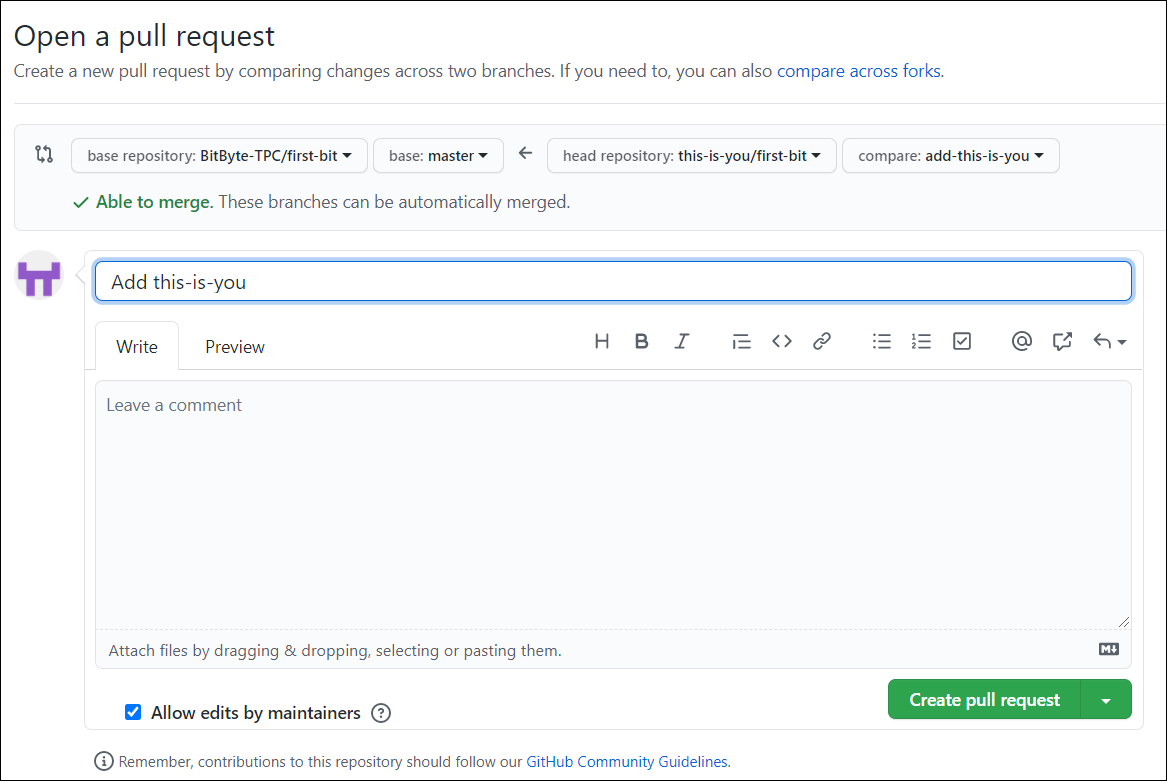 Open a pull request
Create a new pull request by comparing changes across two branches. If you need to, you can also compare across forks.
base repository: BitByte-TPC/first-bit base: master head repository: this-is-you/first-bit compare: add-this-is-you
Able to merge. These branches can be automatically merged.
Add this-is-you
Write Preview H B I @
Leave a comment
Attach files by dragging & dropping, selecting or pasting them. M
Allow edits by maintainers ? Create pull request
Remember, contributions to this repository should follow our GitHub Community Guidelines.